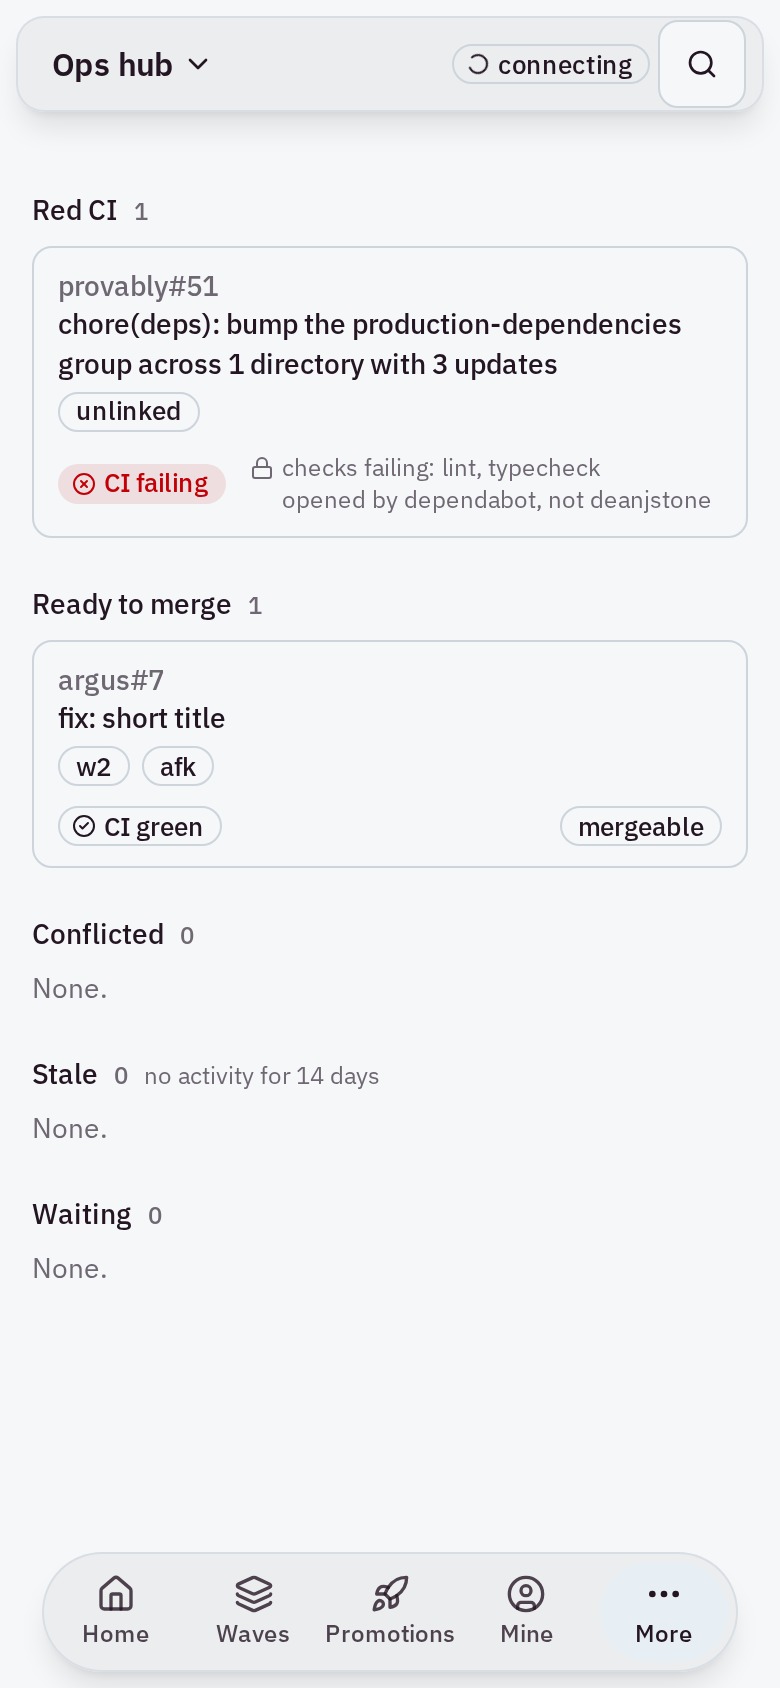 Ops hub
connecting
Red CI 1
provably#51
chore(deps): bump the production-dependencies
group across 1 directory with 3 updates
unlinked
CI failing
checks failing: lint, typecheck
opened by dependabot, not deanjstone
Ready to merge 1
argus#7
fix: short title
w2 afk
CI green mergeable
Conflicted 0
None.
Stale 0 no activity for 14 days
None.
Waiting 0
None.
Home Waves Promotions Mine More